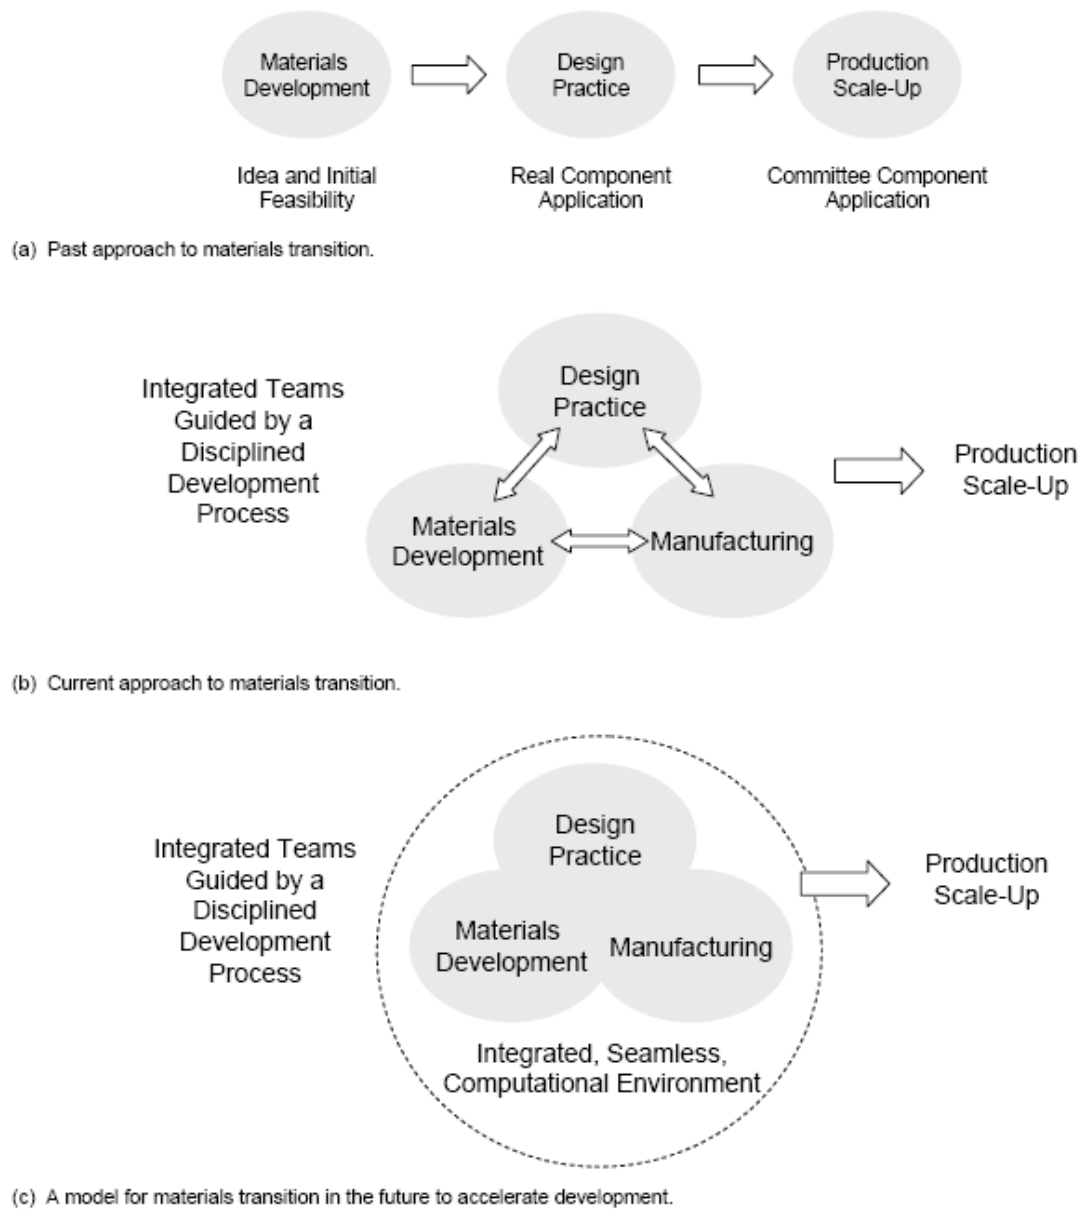 Materials
Development
Design
Practice
Production
Scale-Up
Idea and Initial
Feasibility
Real Component
Application
Committee Component
Application
(a) Past approach to materials transition.
Integrated Teams
Guided by a
Disciplined
Development
Process
Design
Practice
Materials
Development
Manufacturing
Production
Scale-Up
(b) Current approach to materials transition.
Integrated Teams
Guided by a
Disciplined
Development
Process
Design
Practice
Materials
Development
Manufacturing
Integrated, Seamless,
Computational Environment
Production
Scale-Up
(c) A model for materials transition in the future to accelerate development.